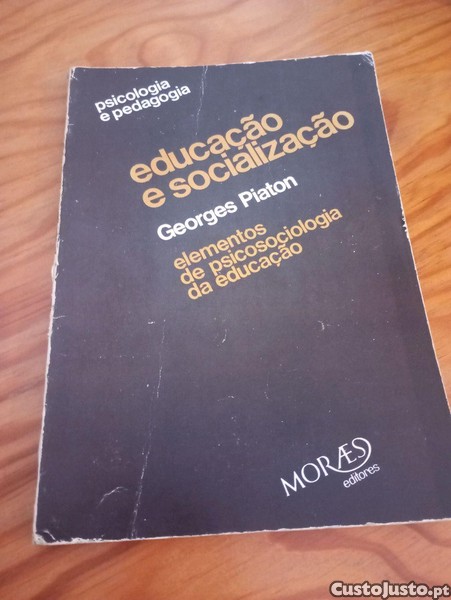 psicologia
e pedagogia
educação
e socialização
Georges Piaton
elementos
de psicosociologia
da educação
MORÆS
editores
CustoJusto.pt